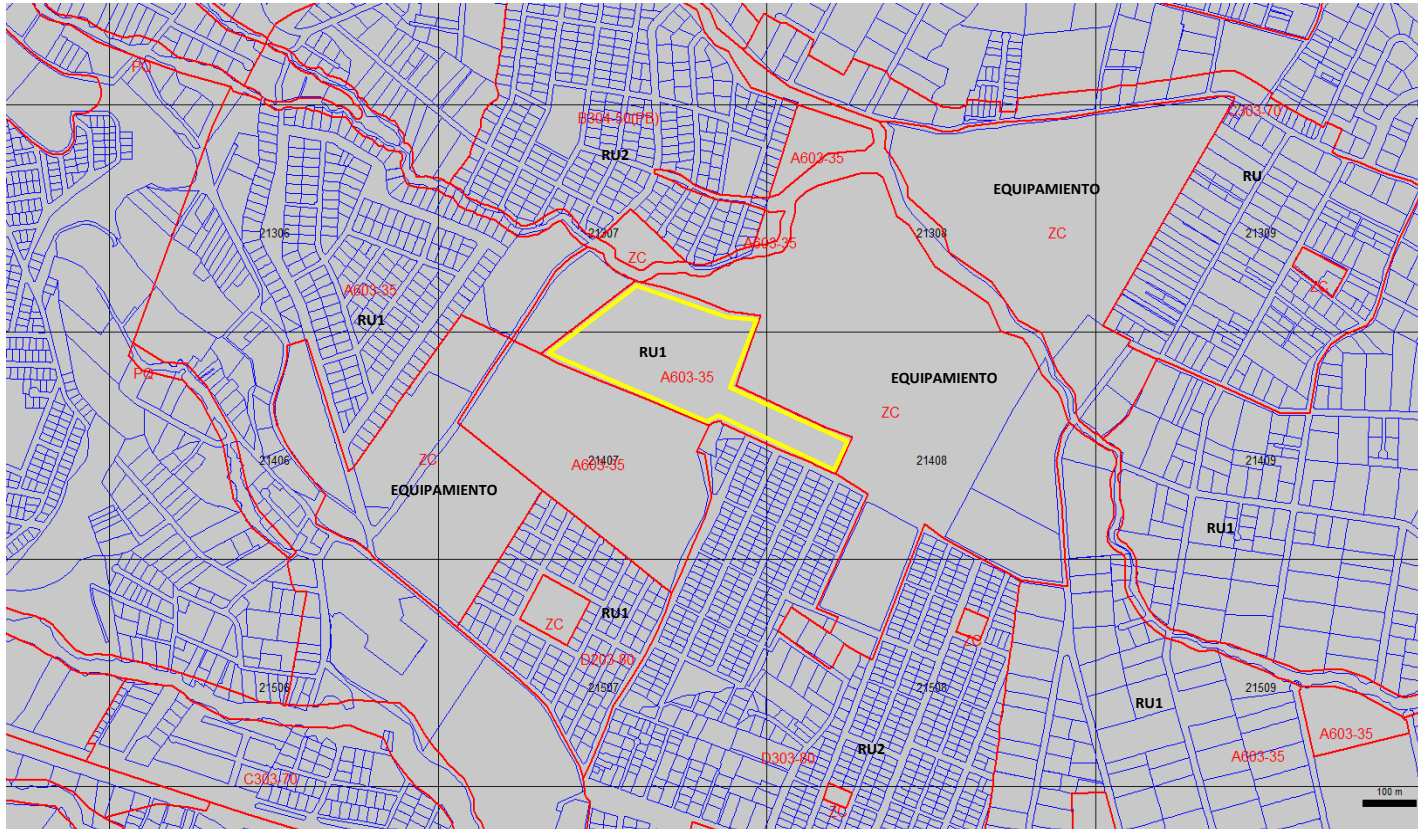 PQ
B304-50(PB)
C303-70
RU2
A603-35
EQUIPAMIENTO
RU
21306
21307
ZC
A603-35
21308
ZC
21309
ZC
A603-35
RU1
RU1
A603-35
PQ
EQUIPAMIENTO
ZC
21406
ZC
21407
A603-35
21408
21409
EQUIPAMIENTO
RU1
ZC
RU1
ZC
D203-80
21506
21507
21508
21509
RU1
A603-35
RU2
D303-80
A603-35
C303-70
100 m
ZC